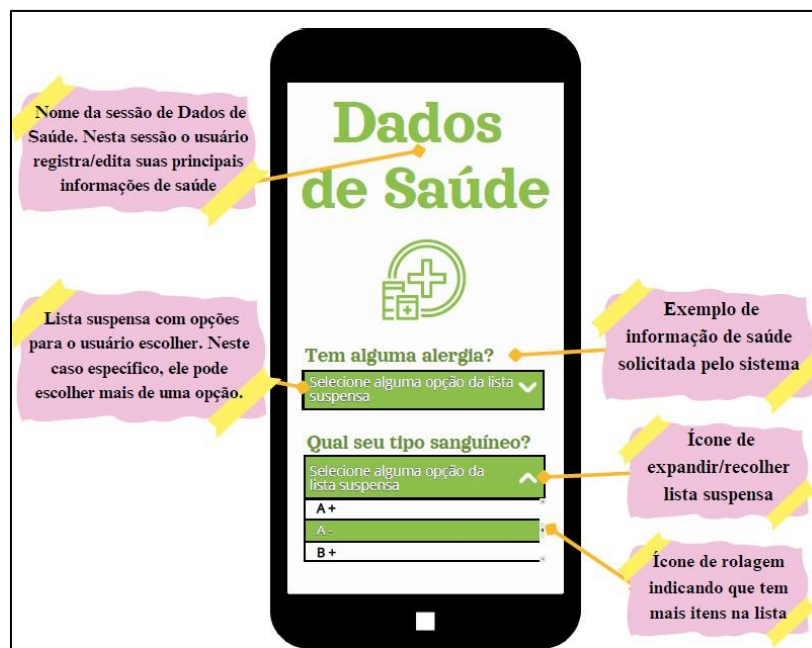 Nome da sessão de Dados de
Saúde. Nesta sessão o usuário
registra/edita suas principais
informações de saúde
Dados
de Saúde
Lista suspensa com opções
para o usuário escolher. Neste
caso específico, ele pode
escolher mais de uma opção.
Tem alguma alergia?
Selecione alguma opção da lista
suspensa
Exemplo de
informação de saúde
solicitada pelo sistema
Qual seu tipo sanguíneo?
Selecione alguma opção da
lista suspensa
A +
A -
B +
Ícone de
expandir/recolher
lista suspensa
Ícone de rolagem
indicando que tem
mais itens na lista